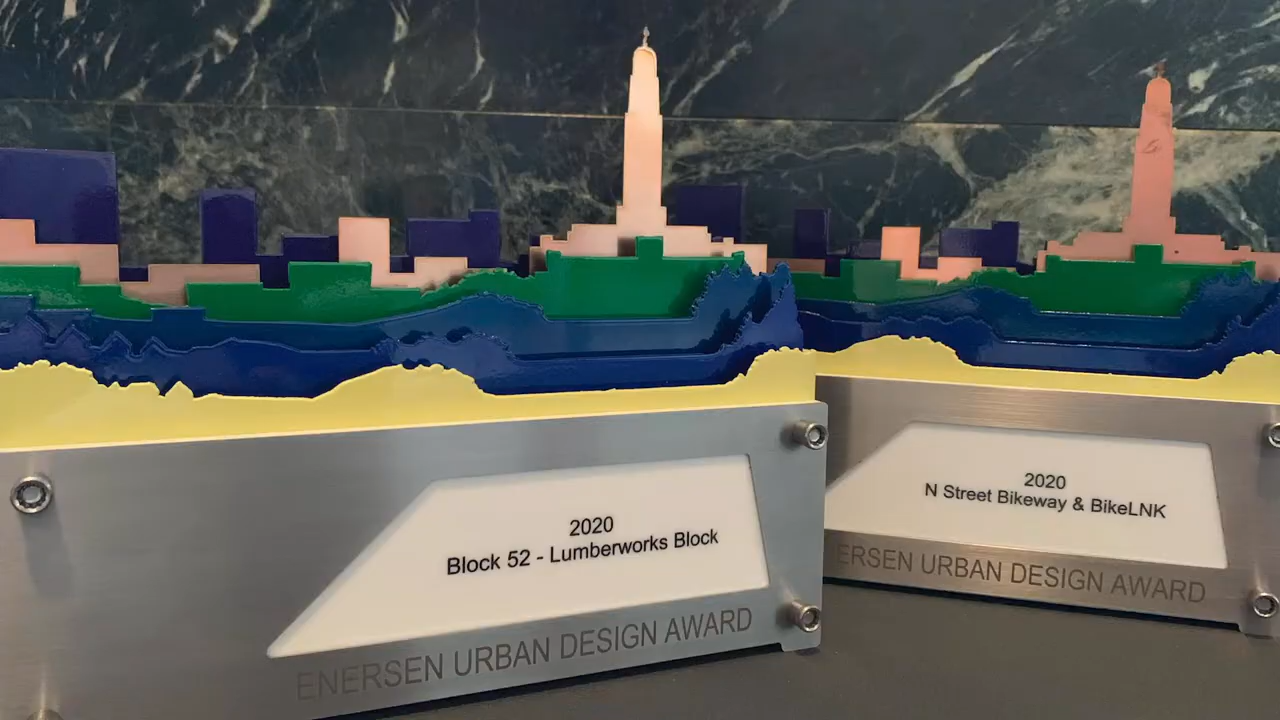 2020
Block 52 - Lumberworks Block
ENERSEN URBAN DESIGN AWARD
2020
N Street Bikeway & BikeLNK
ERSEN URBAN DESIGN AWARD